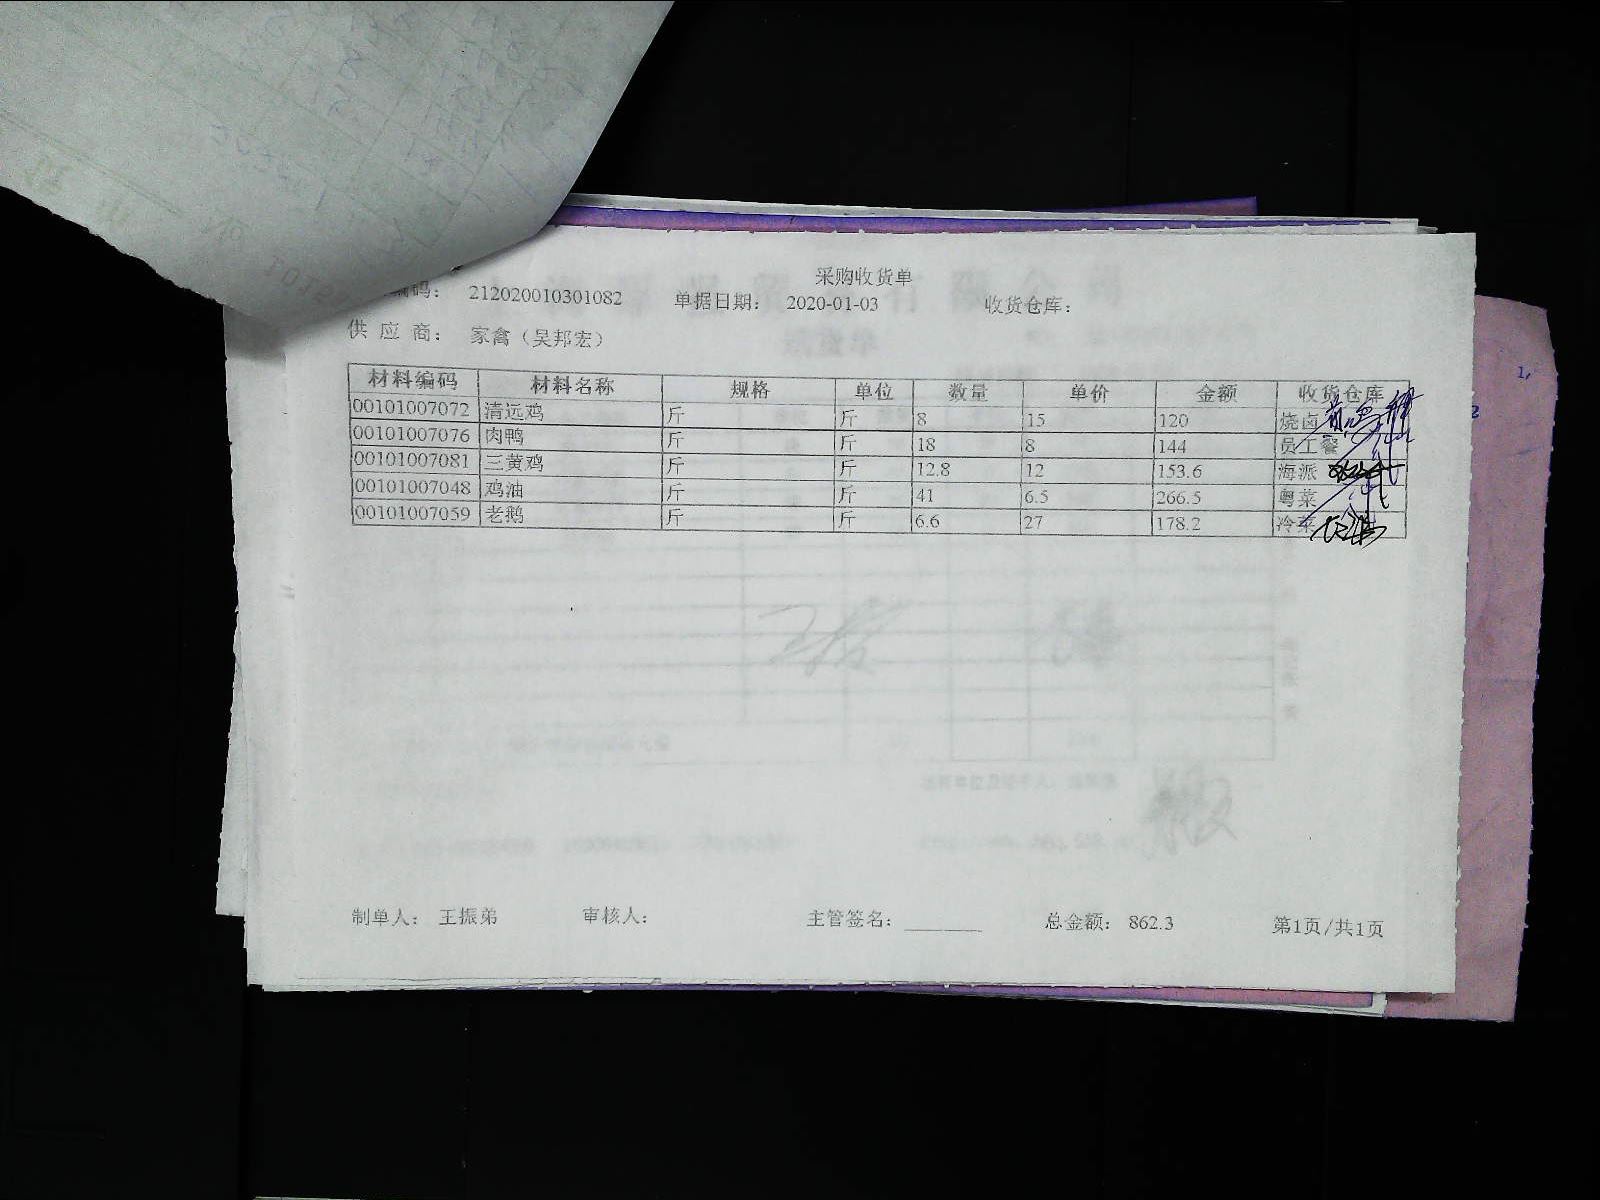 采购收货单
编码： 212020010301082 单据日期： 2020-01-03 收货仓库：
供 应 商： 家禽（吴邦宏）
材料编码 材料名称 规格 单位 数量 单价 金额 收货仓库
00101007072 清远鸡 斤 斤 8 15 120 烧卤
00101007076 肉鸭 斤 斤 18 8 144 员工餐
00101007081 三黄鸡 斤 斤 12.8 12 153.6 海派
00101007048 鸡油 斤 斤 41 6.5 266.5 粤菜
00101007059 老鹅 斤 斤 6.6 27 178.2 冷菜
制单人： 王振弟 审核人： 主管签名： 总金额： 862.3 第1页/共1页